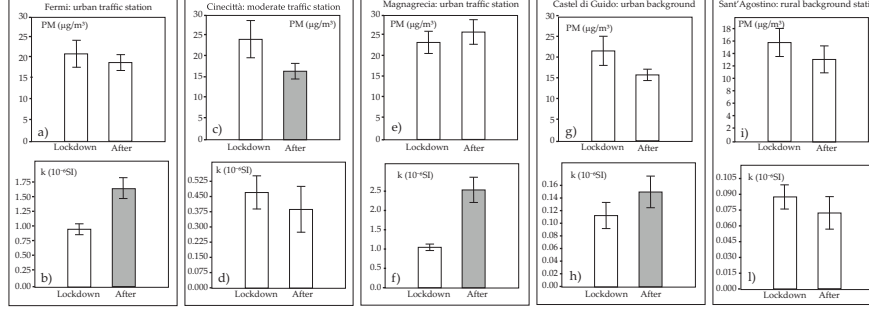 Fermi: urban traffic station
PM (µg/m³)
30
25
20
15
10
5
0
a)
Lockdown After
k (10⁻⁶SI)
1.75
1.50
1.25
1.00
0.75
0.50
0.25
0.00
b)
Lockdown After
Cinecittà: moderate traffic station
PM (µg/m³)
30
25
20
15
10
5
0
c)
Lockdown After
k (10⁻⁶SI)
0.525
0.450
0.375
0.300
0.225
0.150
0.075
0.000
d)
Lockdown After
Magnagrecia: urban traffic station
PM (µg/m³)
30
25
20
15
10
5
0
e)
Lockdown After
k (10⁻⁶SI)
2.5
2.0
1.5
1.0
0.5
0.0
f)
Lockdown After
Castel di Guido: urban background
PM (µg/m³)
30
25
20
15
10
5
0
g)
Lockdown After
k (10⁻⁶SI)
0.16
0.14
0.12
0.10
0.08
0.06
0.04
0.02
0.00
h)
Lockdown After
Sant'Agostino: rural background stati
PM (µg/m³)
18
16
14
12
10
8
6
4
2
0
i)
Lockdown After
k (10⁻⁶SI)
0.105
0.090
0.075
0.060
0.045
0.030
0.015
0.000
l)
Lockdown After